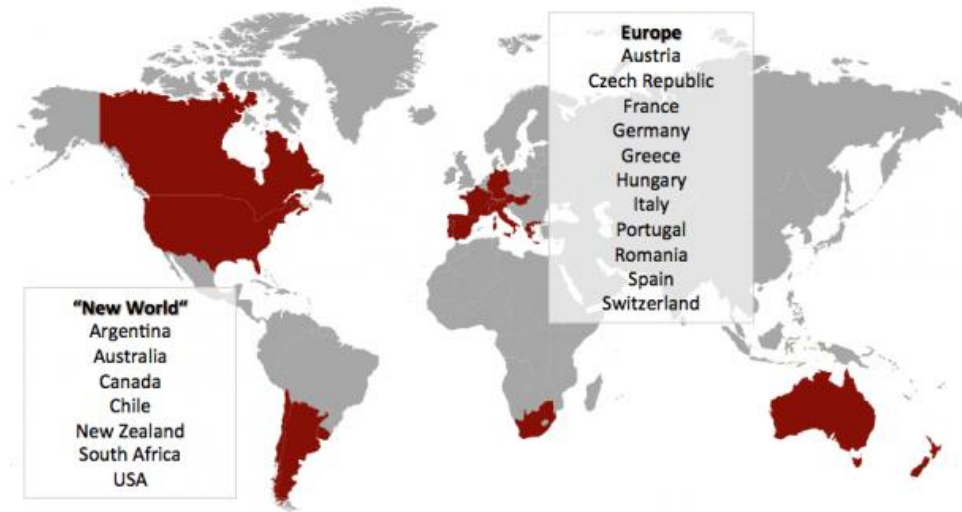 Europe
Austria
Czech Republic
France
Germany
Greece
Hungary
Italy
Portugal
Romania
Spain
Switzerland
“New World“
Argentina
Australia
Canada
Chile
New Zealand
South Africa
USA